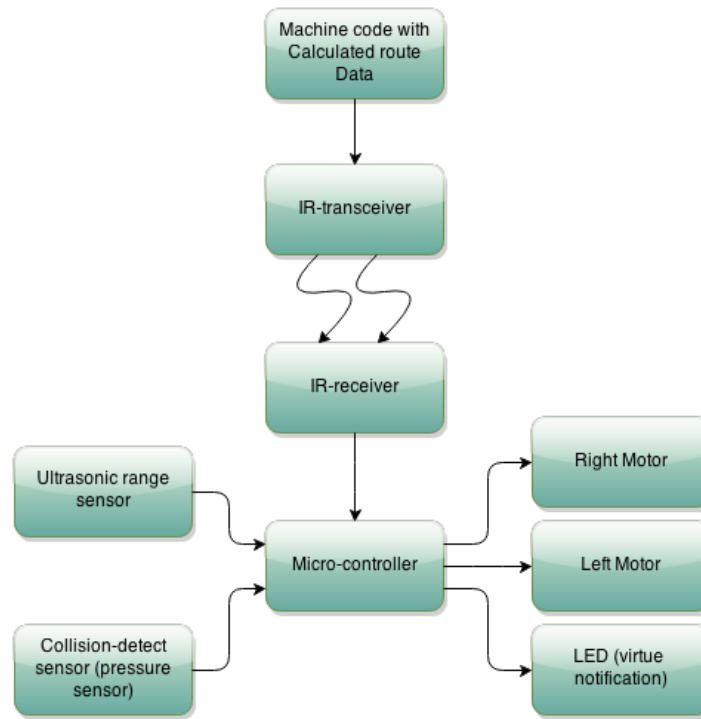 Machine code with
Calculated route
Data
IR-transceiver
IR-receiver
Ultrasonic range
sensor
Micro-controller
Collision-detect
sensor (pressure
sensor)
Right Motor
Left Motor
LED (virtue
notification)